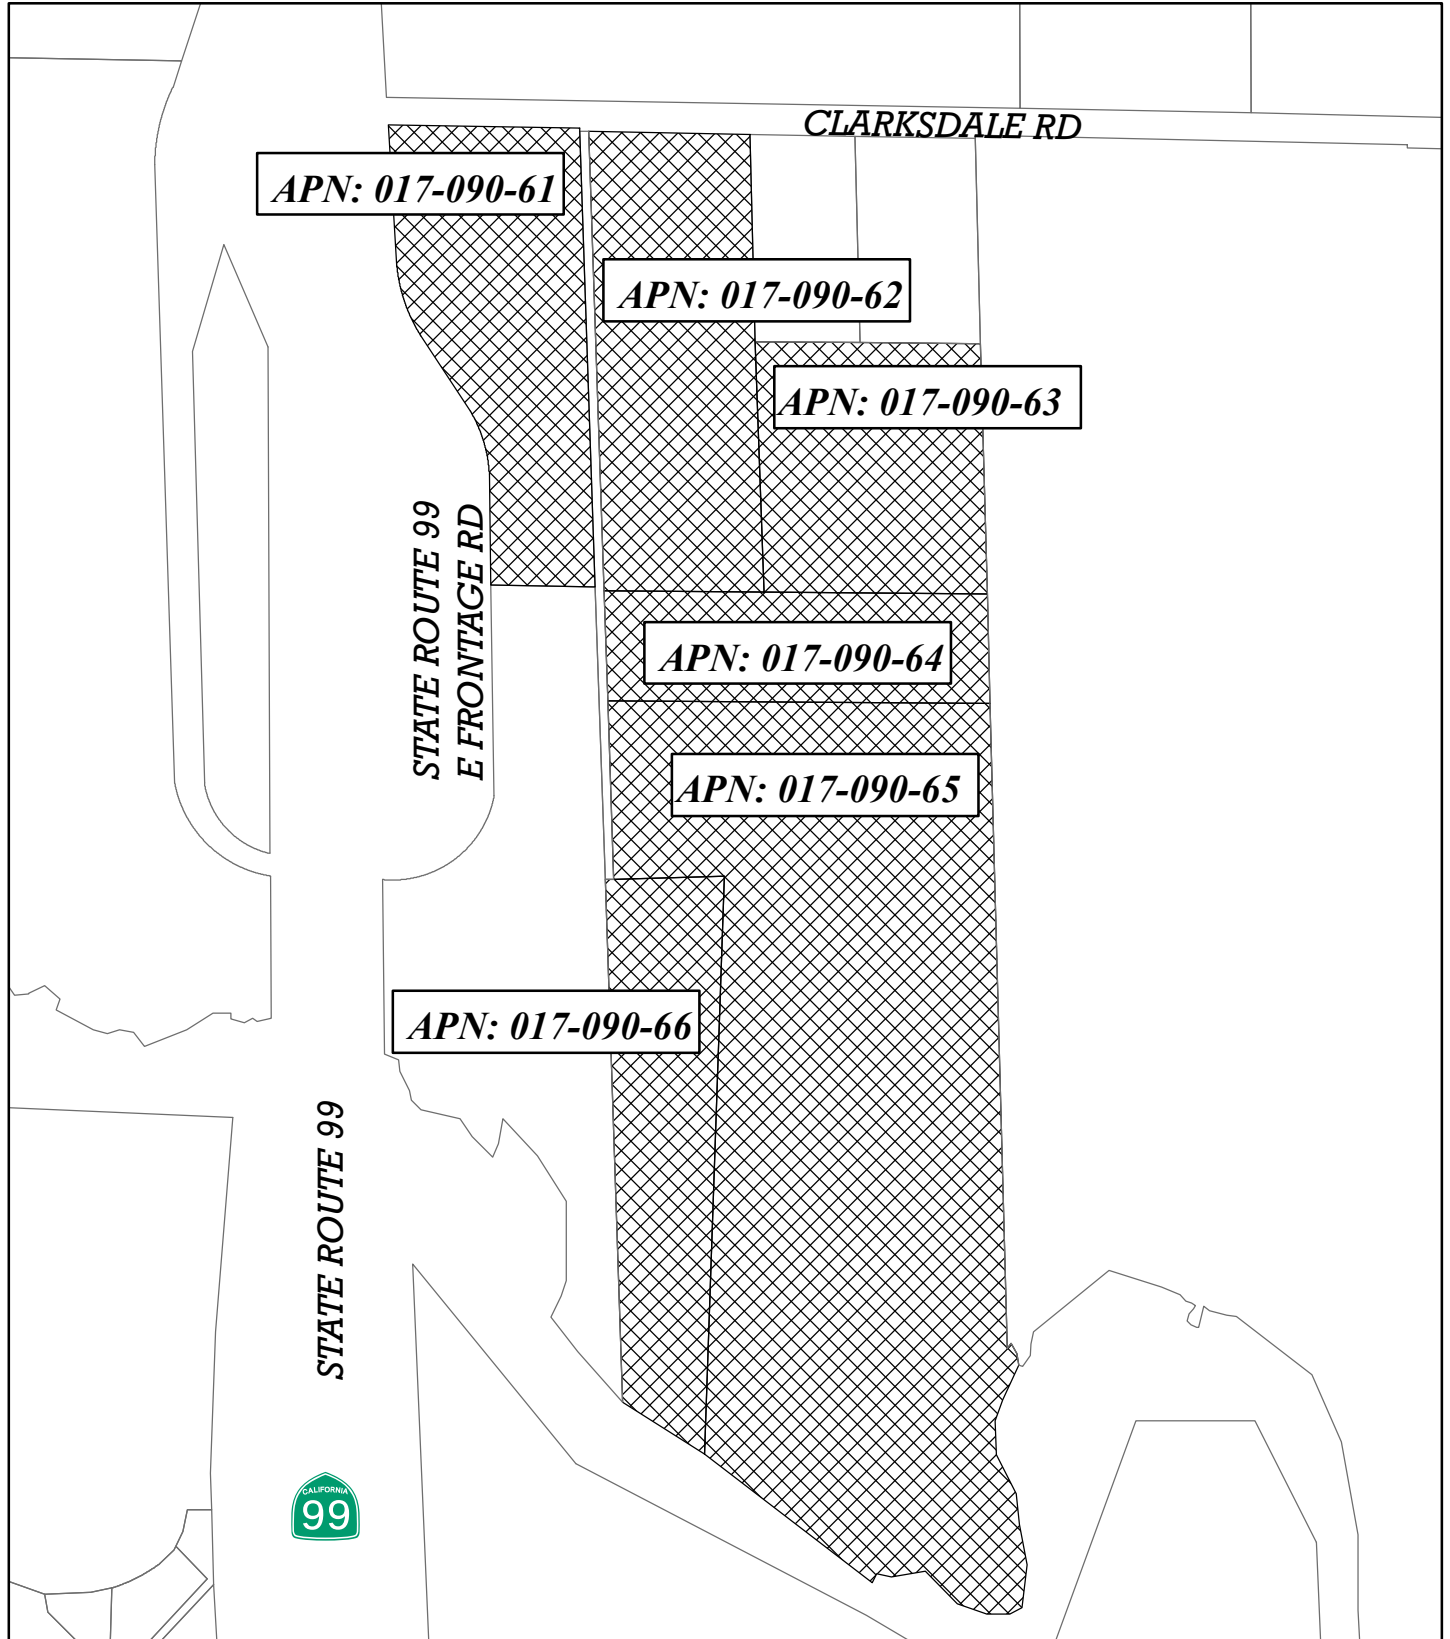 CLARKSDALE RD
APN: 017-090-61
APN: 017-090-62
APN: 017-090-63
STATE ROUTE 99
E FRONTAGE RD
APN: 017-090-64
APN: 017-090-65
APN: 017-090-66
STATE ROUTE 99
CALIFORNIA
99